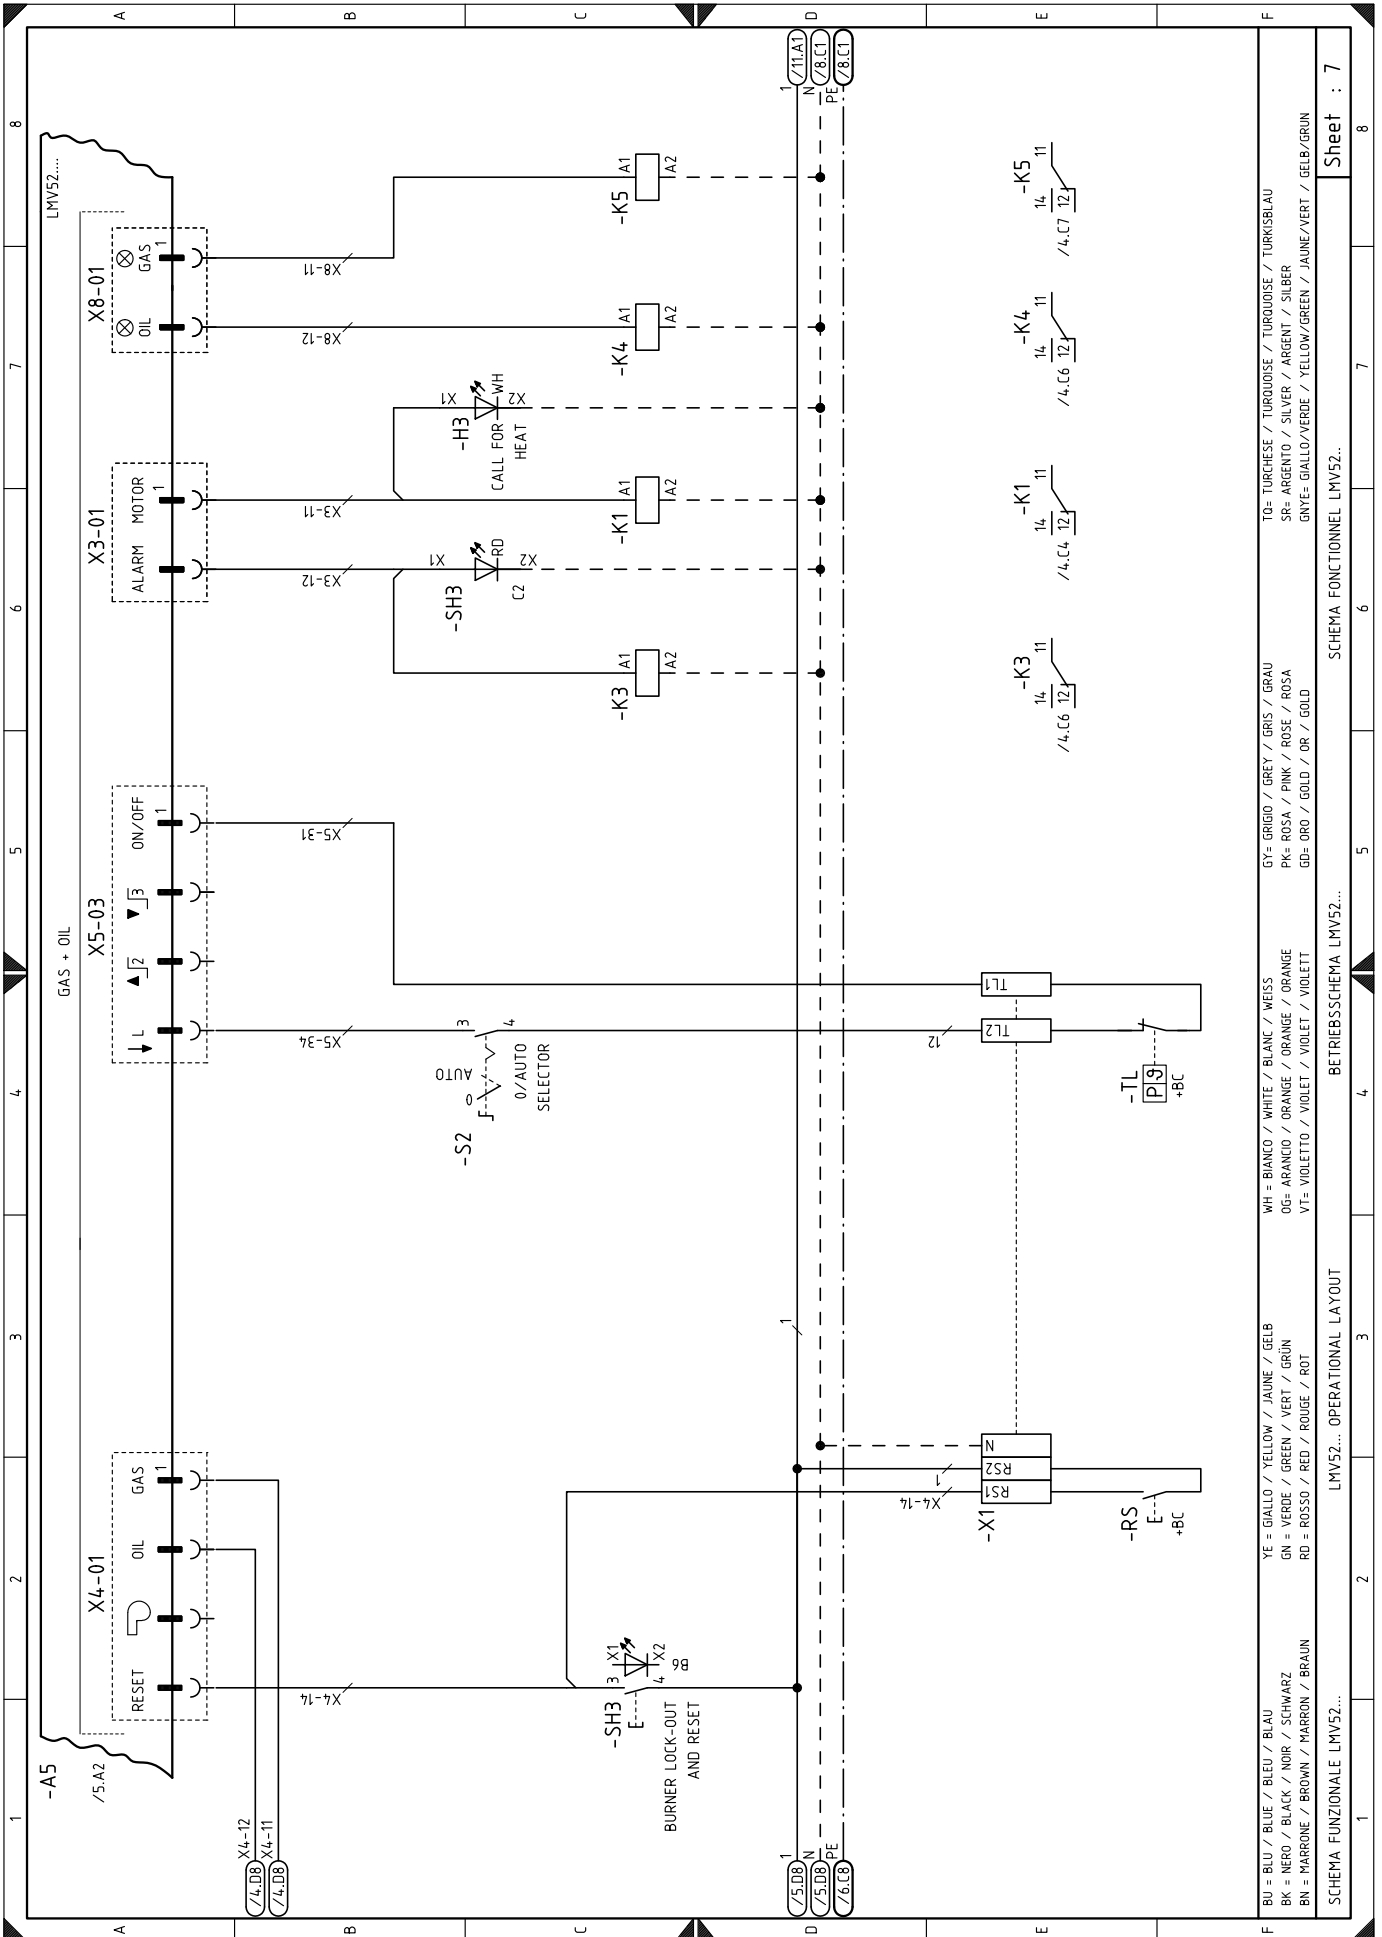 1 2 3 4 5 6 7 8
A
B
C
D
E
F
-A5
/5.A2
GAS + OIL
LMV52....
X4-01
RESET
OIL
GAS
1
X5-03
L
2
3
ON/OFF
1
X3-01
ALARM
MOTOR
1
X8-01
OIL
GAS
1
X4-12
/4.D8
X4-11
/4.D8
X4-14
X5-34
X5-31
X3-12
X3-11
X8-12
X8-11
-SH3
3
4
X1
X2
B6
BURNER LOCK-OUT
AND RESET
-S2
0
AUTO
3
4
0/AUTO
SELECTOR
-K3
A1
A2
-SH3
X1
RD
X2
C2
-K1
A1
A2
-H3
X1
WH
X2
CALL FOR
HEAT
-K4
A1
A2
-K5
A1
A2
/5.D8
1
1
1
/11.A1
/5.D8
N
N
/8.C1
/6.C8
PE
PE
/8.C1
X4-14
1
12
-X1
RS1
RS2
N
TL2
TL1
-RS
+BC
-TL
P
+BC
-K3
14
11
12
/4.C6
-K1
14
11
12
/4.C4
-K4
14
11
12
/4.C6
-K5
14
11
12
/4.C7
BU = BLU / BLUE / BLEU / BLAU
BK = NERO / BLACK / NOIR / SCHWARZ
BN = MARRONE / BROWN / MARRON / BRAUN
YE = GIALLO / YELLOW / JAUNE / GELB
GN = VERDE / GREEN / VERT / GRÜN
RD = ROSSO / RED / ROUGE / ROT
WH = BIANCO / WHITE / BLANC / WEISS
OG= ARANCIO / ORANGE / ORANGE / ORANGE
VT= VIOLETTO / VIOLET / VIOLET / VIOLETT
GY= GRIGIO / GREY / GRIS / GRAU
PK= ROSA / PINK / ROSE / ROSA
GD= ORO / GOLD / OR / GOLD
TQ= TURCHESE / TURQUOISE / TURQUOISE / TURKISBLAU
SR= ARGENTO / SILVER / ARGENT / SILBER
GNYE= GIALLO/VERDE / YELLOW/GREEN / JAUNE/VERT / GELB/GRUN
SCHEMA FUNZIONALE LMV52...
LMV52... OPERATIONAL LAYOUT
BETRIEBSSCHEMA LMV52...
SCHEMA FONCTIONNEL LMV52..
Sheet : 7
1 2 3 4 5 6 7 8
A
B
C
D
E
F